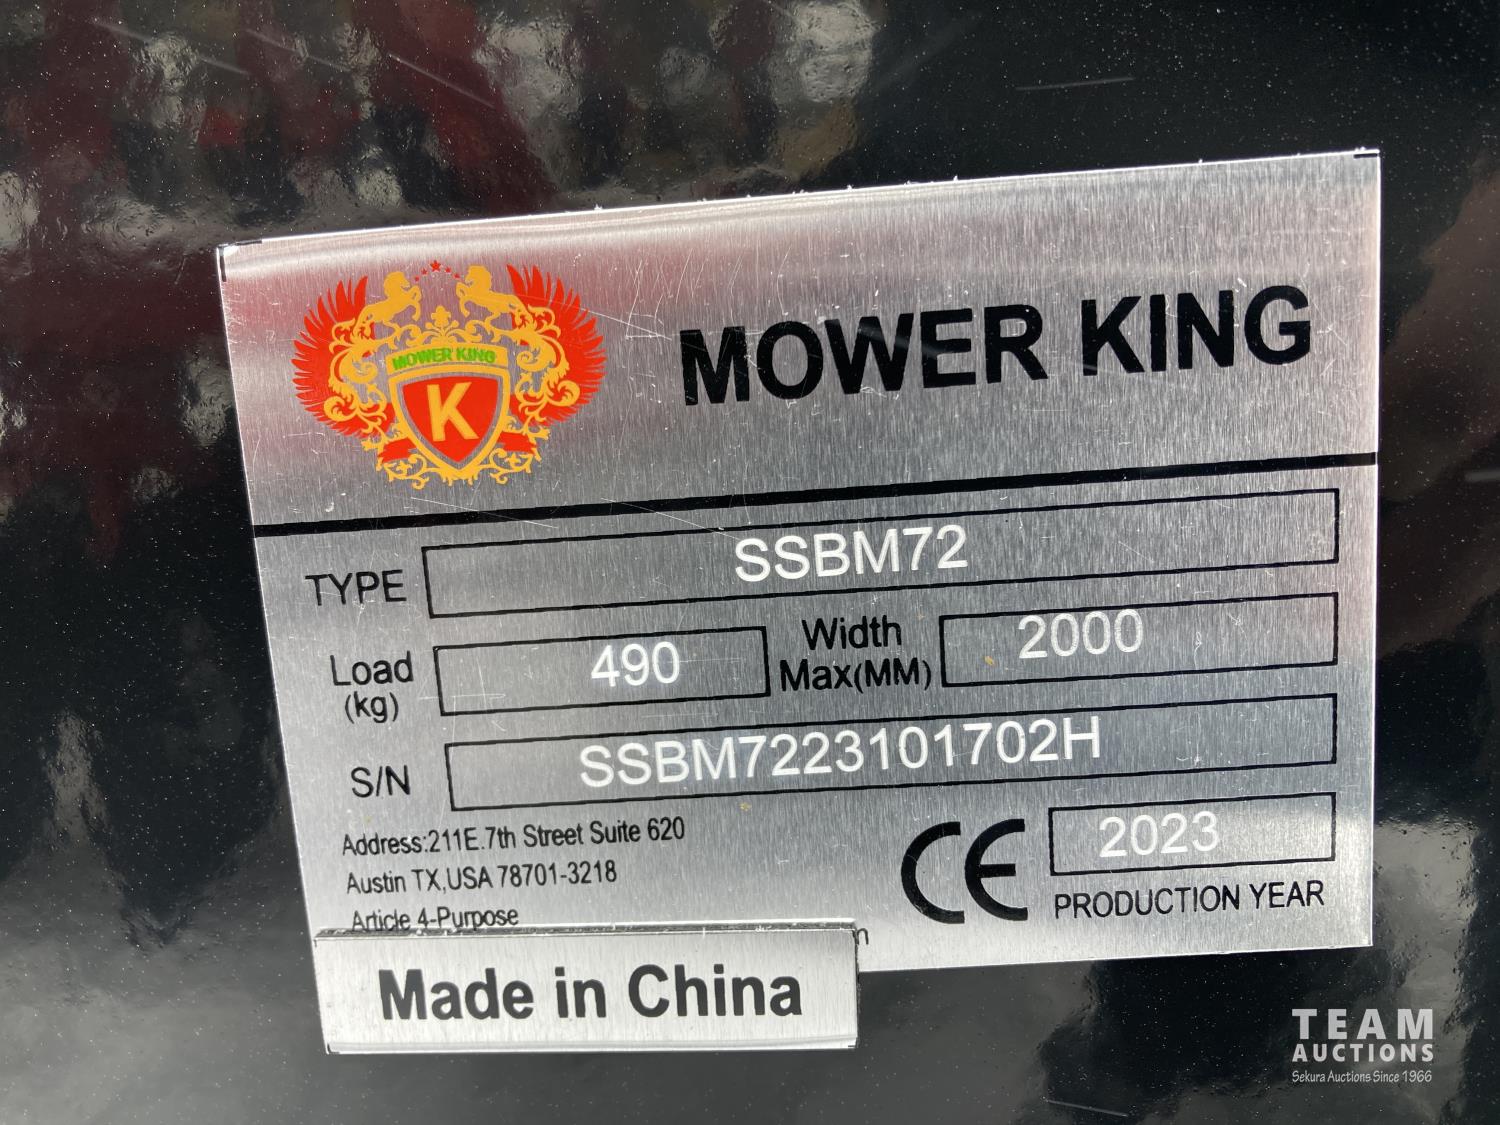 MOWER KING
K
MOWER KING
TYPE SSBM72
Load (kg) 490 Width Max(MM) 2000
S/N SSBM7223101702H
Address:211E.7th Street Suite 620
Austin TX,USA 78701-3218
Article 4-Purpose
CE 2023
PRODUCTION YEAR
Made in China
TEAM
AUCTIONS
Sekura Auctions Since 1966